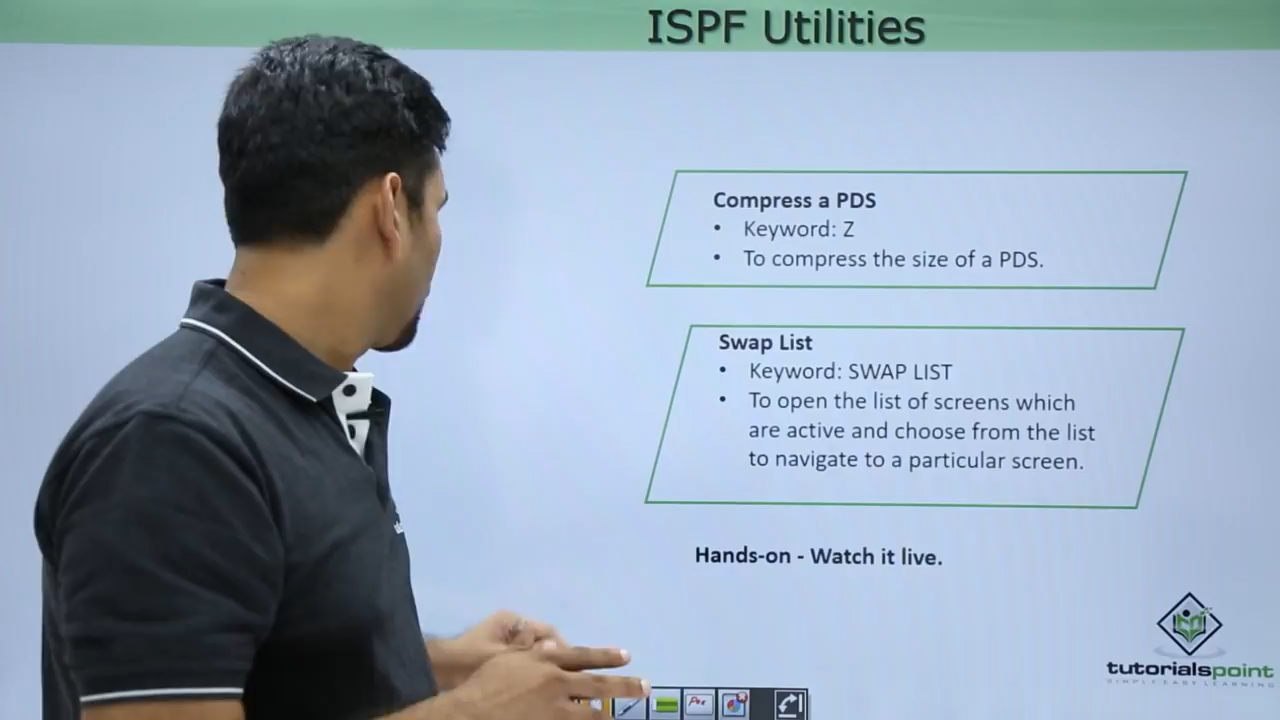 ISPF Utilities
Compress a PDS
• Keyword: Z
• To compress the size of a PDS.
Swap List
• Keyword: SWAP LIST
• To open the list of screens which
are active and choose from the list
to navigate to a particular screen.
Hands-on - Watch it live.
tutorialspoint
SIMPLY EASY LEARNING
Pen